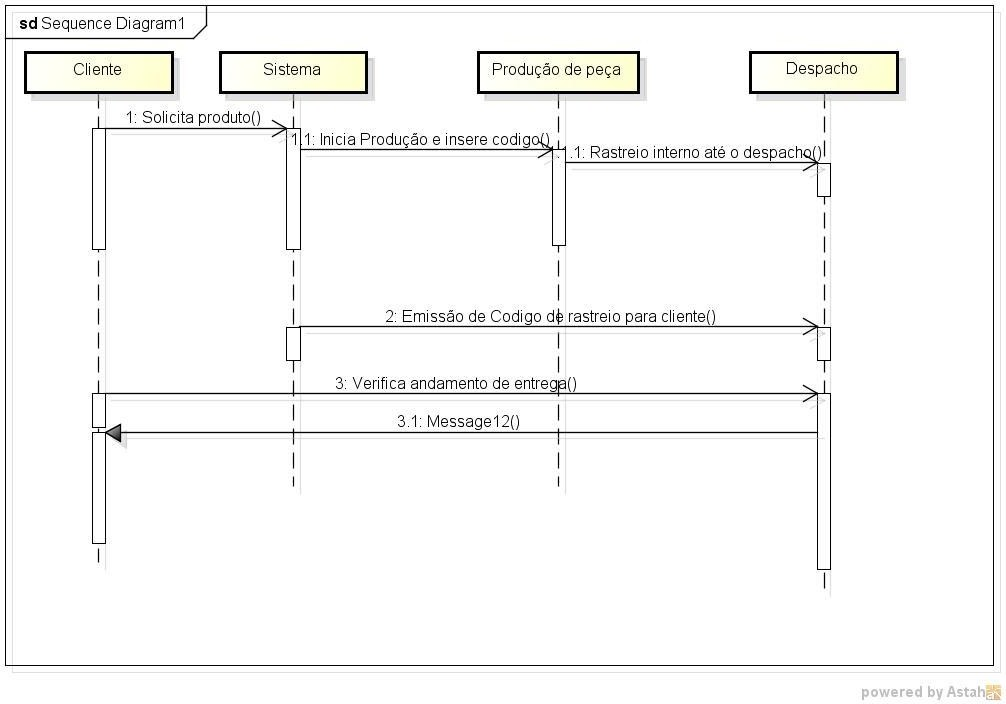 sd Sequence Diagram1
Cliente
Sistema
Produção de peça
Despacho
1: Solicita produto()
1.1: Inicia Produção e insere codigo()
.1.1: Rastreio interno até o despacho()
2: Emissão de Codigo de rastreio para cliente()
3: Verifica andamento de entrega()
3.1: Message12()
powered by Astah